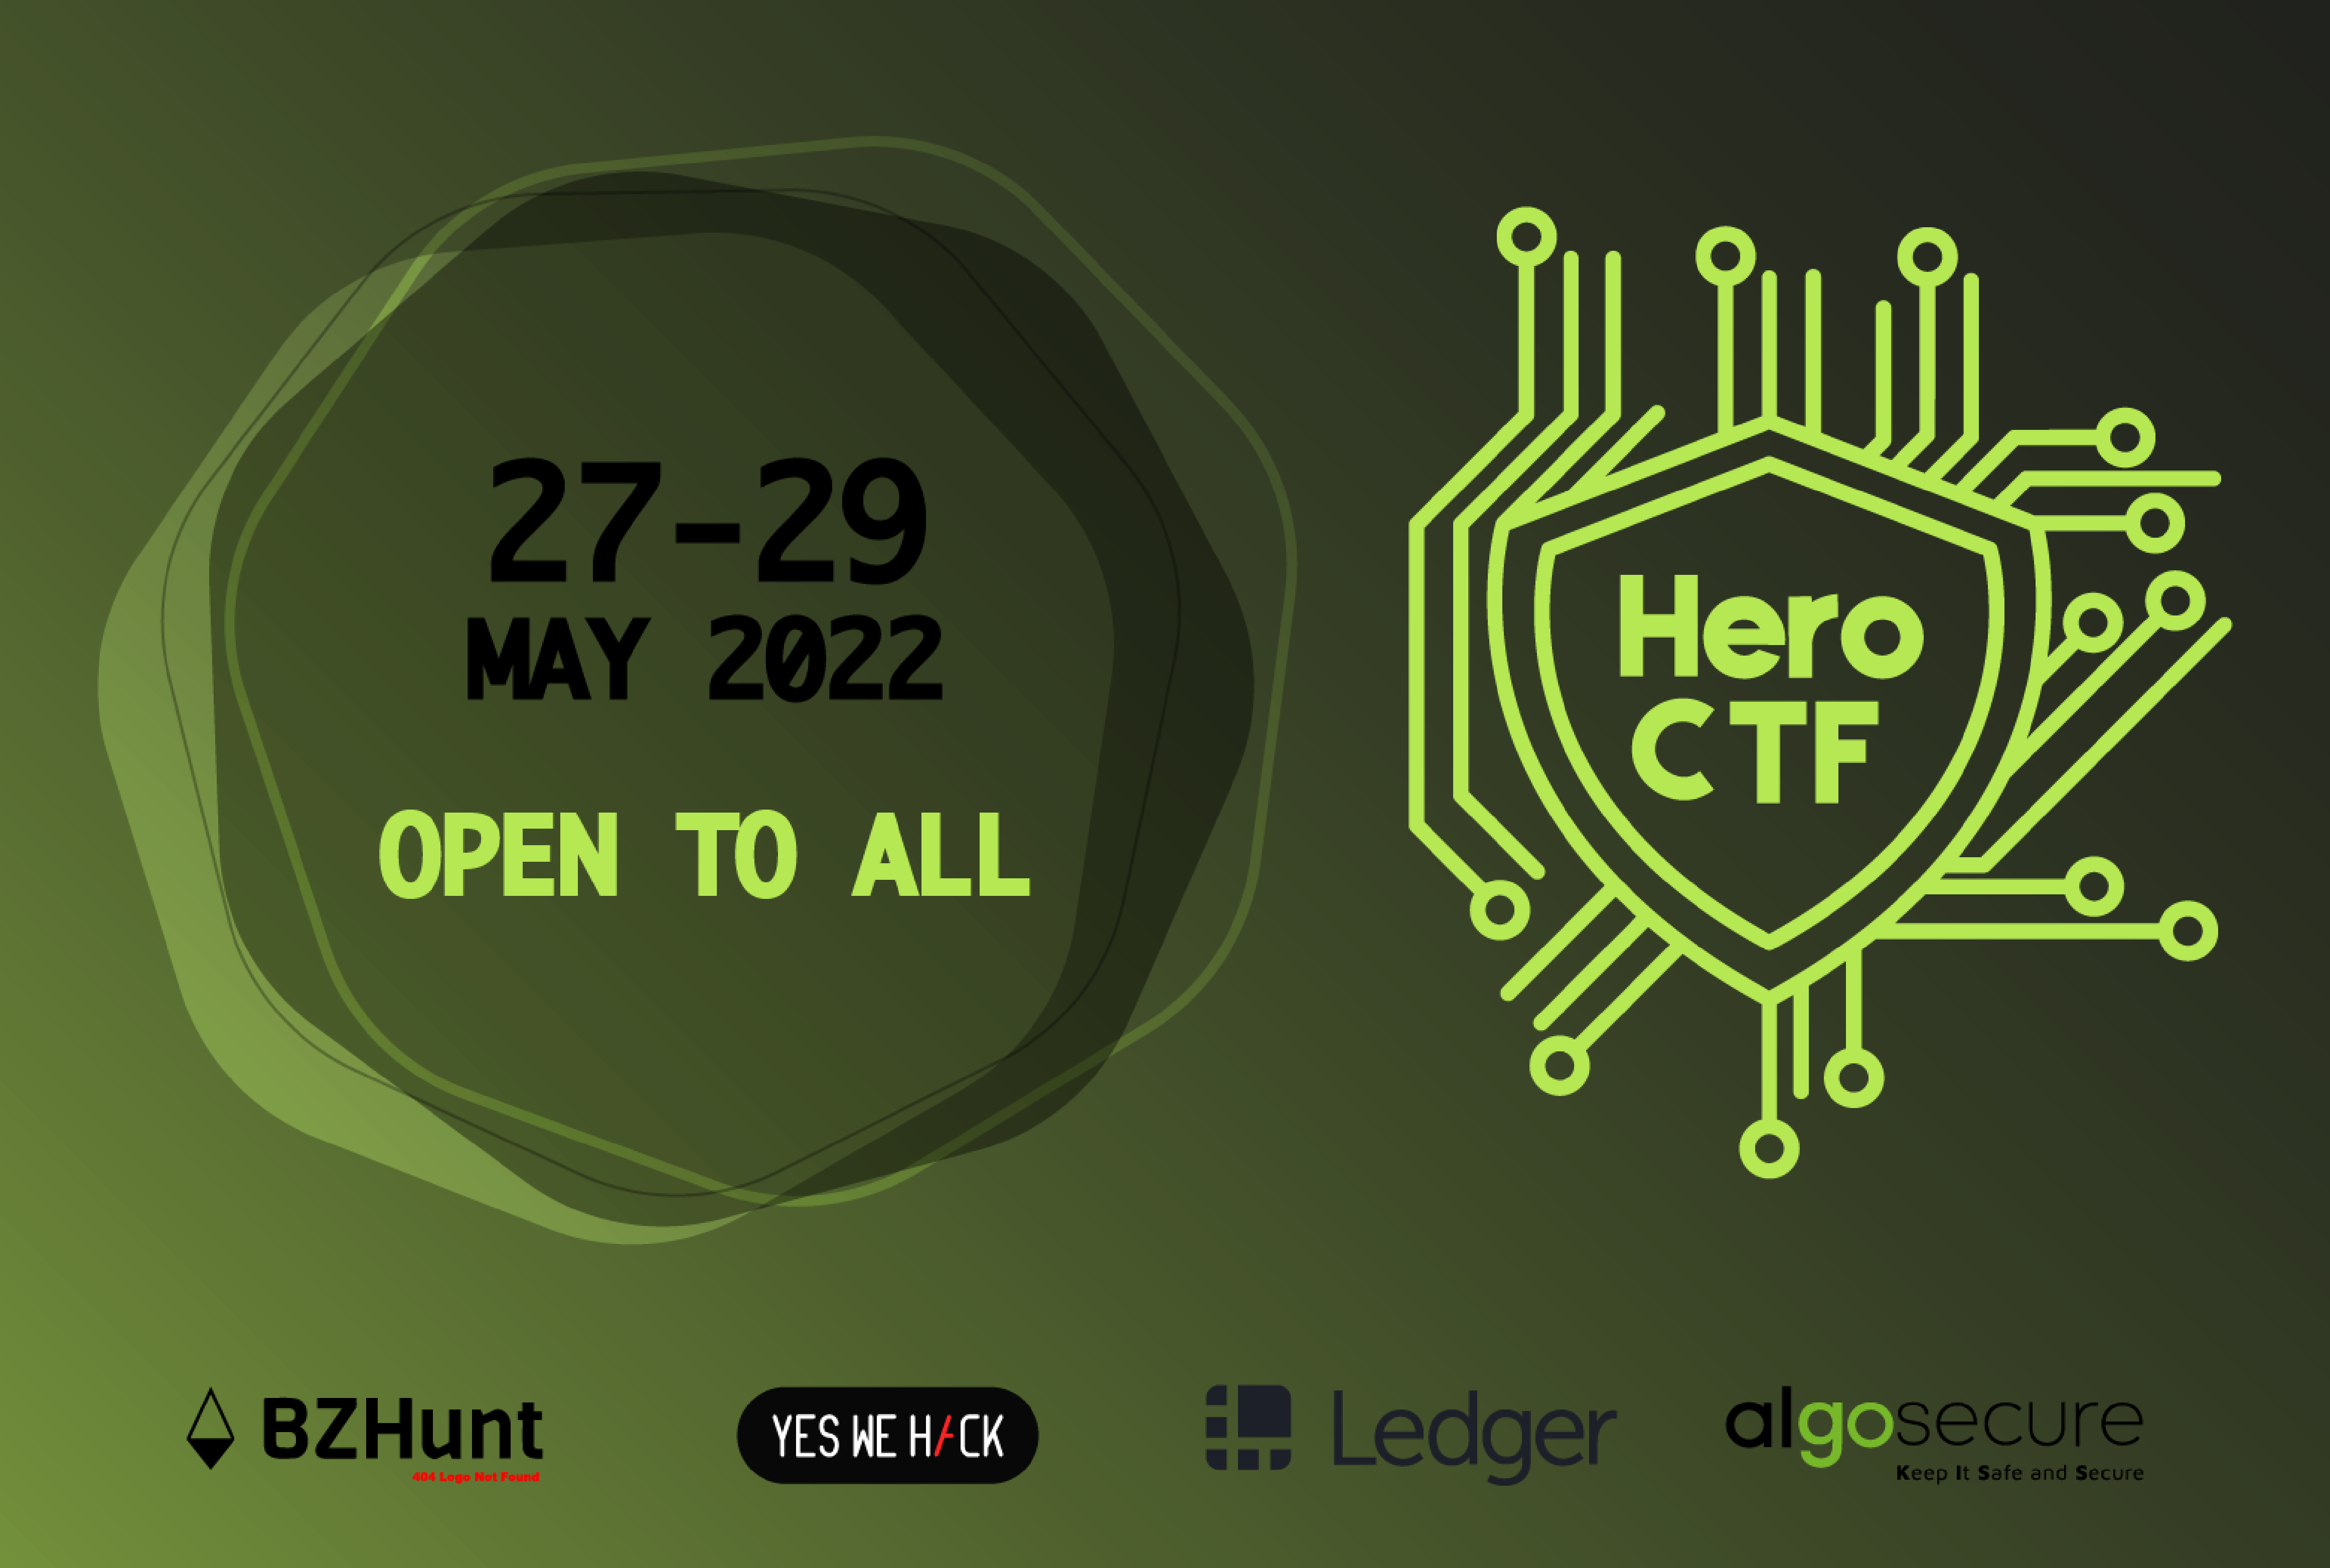 27-29
MAY 2022
OPEN TO ALL
Hero
CTF
BZHunt
404 Logo Not Found
YES WE H/CK
Ledger
algosecure
Keep It Safe and Secure